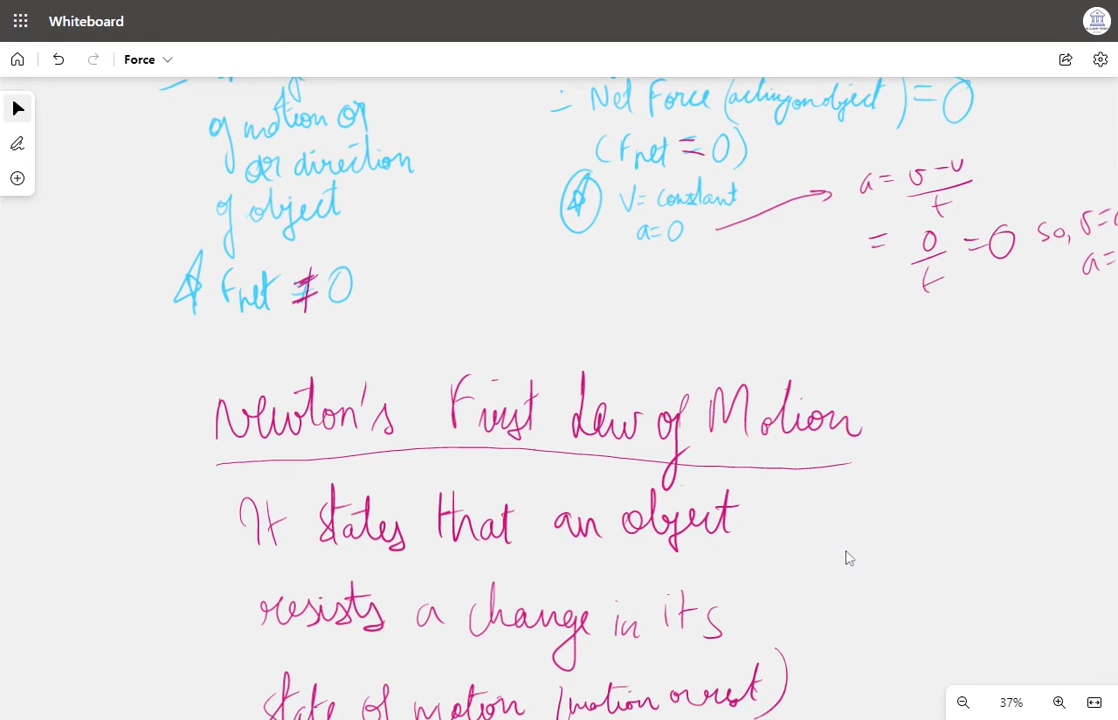 Whiteboard
Force
of motion or
or direction
of object
Fnet ≠ 0
- Net Force (acting on object) = 0
(Fnet = 0)
v = constant
a = 0
a = v - v
t
= 0 = 0 so, v =
t
a =
Newton's First Law of Motion
It states that an object
resists a change in its
state of motion (motion or rest)
37%